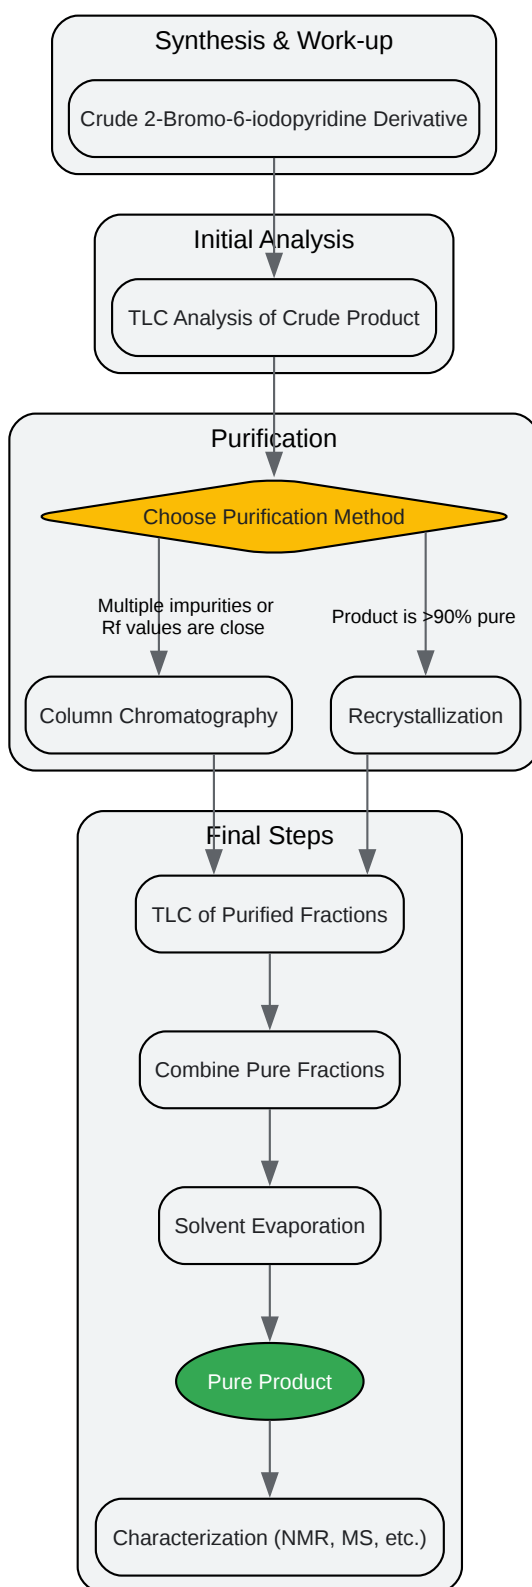 Synthesis & Work-up
Crude 2-Bromo-6-iodopyridine Derivative
Initial Analysis
TLC Analysis of Crude Product
Purification
Choose Purification Method
Multiple impurities or
Rf values are close
Product is >90% pure
Column Chromatography
Recrystallization
Final Steps
TLC of Purified Fractions
Combine Pure Fractions
Solvent Evaporation
Pure Product
Characterization (NMR, MS, etc.)